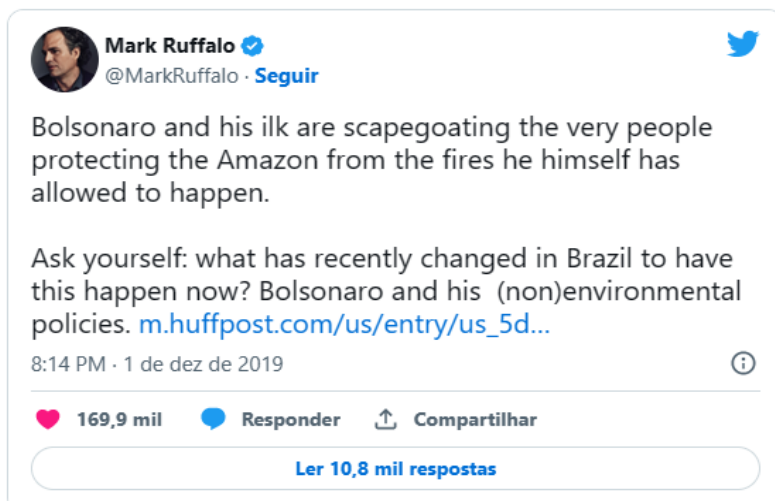 Mark Ruffalo
@MarkRuffalo · Seguir
Bolsonaro and his ilk are scapegoating the very people
protecting the Amazon from the fires he himself has
allowed to happen.
Ask yourself: what has recently changed in Brazil to have
this happen now? Bolsonaro and his (non)environmental
policies. m.huffpost.com/us/entry/us_5d...
8:14 PM · 1 de dez de 2019
169,9 mil Responder Compartilhar
Ler 10,8 mil respostas